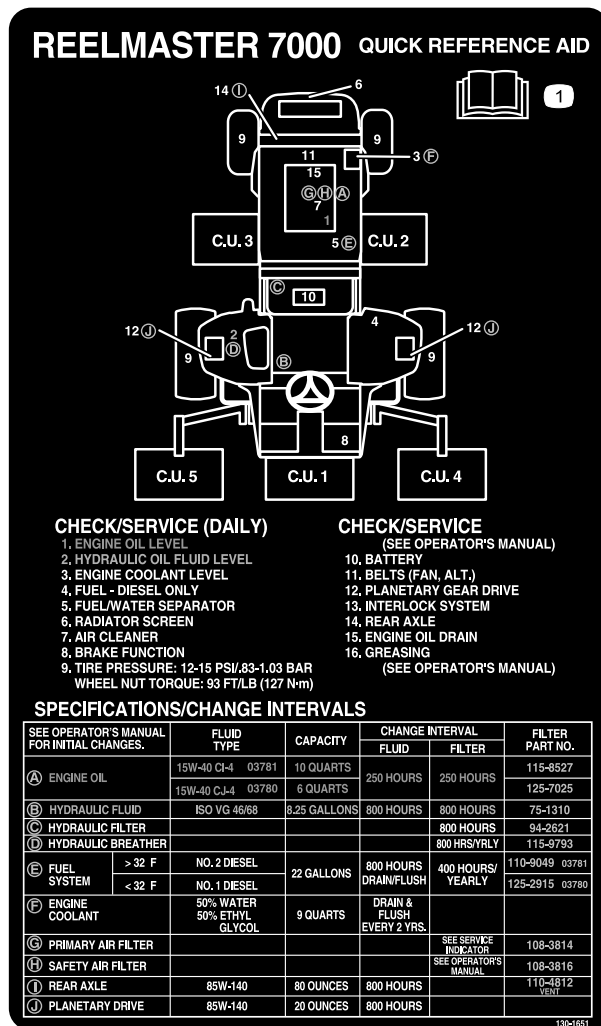 REELMASTER 7000 QUICK REFERENCE AID
1
6
14 Ⓘ
9
9
11
3 Ⓕ
15
Ⓖ Ⓗ Ⓐ
7
1
C.U. 3
5 Ⓔ
C.U. 2
Ⓒ
10
4
12 Ⓙ
2
12 Ⓙ
Ⓓ
9
Ⓑ
9
8
C.U. 5
C.U. 1
C.U. 4
CHECK/SERVICE (DAILY)
1. ENGINE OIL LEVEL
2. HYDRAULIC OIL FLUID LEVEL
3. ENGINE COOLANT LEVEL
4. FUEL - DIESEL ONLY
5. FUEL/WATER SEPARATOR
6. RADIATOR SCREEN
7. AIR CLEANER
8. BRAKE FUNCTION
9. TIRE PRESSURE: 12-15 PSI/.83-1.03 BAR
WHEEL NUT TORQUE: 93 FT/LB (127 N·m)
CHECK/SERVICE
(SEE OPERATOR'S MANUAL)
10. BATTERY
11. BELTS (FAN, ALT.)
12. PLANETARY GEAR DRIVE
13. INTERLOCK SYSTEM
14. REAR AXLE
15. ENGINE OIL DRAIN
16. GREASING
(SEE OPERATOR'S MANUAL)
SPECIFICATIONS/CHANGE INTERVALS
SEE OPERATOR'S MANUAL
FOR INITIAL CHANGES.
FLUID
TYPE
CAPACITY
CHANGE INTERVAL
FLUID
FILTER
FILTER
PART NO.
Ⓐ ENGINE OIL
15W-40 CI-4 03781
10 QUARTS
15W-40 CJ-4 03780
6 QUARTS
250 HOURS
250 HOURS
115-8527
125-7025
Ⓑ HYDRAULIC FLUID
ISO VG 46/68
8.25 GALLONS
800 HOURS
800 HOURS
75-1310
Ⓒ HYDRAULIC FILTER
800 HOURS
94-2621
Ⓓ HYDRAULIC BREATHER
800 HRS/YRLY
115-9793
Ⓔ FUEL
SYSTEM
> 32 F
NO. 2 DIESEL
< 32 F
NO. 1 DIESEL
22 GALLONS
800 HOURS
DRAIN/FLUSH
400 HOURS/
YEARLY
110-9049 03781
125-2915 03780
Ⓕ ENGINE
COOLANT
50% WATER
50% ETHYL
GLYCOL
9 QUARTS
DRAIN &
FLUSH
EVERY 2 YRS.
Ⓖ PRIMARY AIR FILTER
SEE SERVICE
INDICATOR
108-3814
Ⓗ SAFETY AIR FILTER
SEE OPERATOR'S
MANUAL
108-3816
Ⓘ REAR AXLE
85W-140
80 OUNCES
800 HOURS
110-4812
VENT
Ⓙ PLANETARY DRIVE
85W-140
20 OUNCES
800 HOURS
130-1651